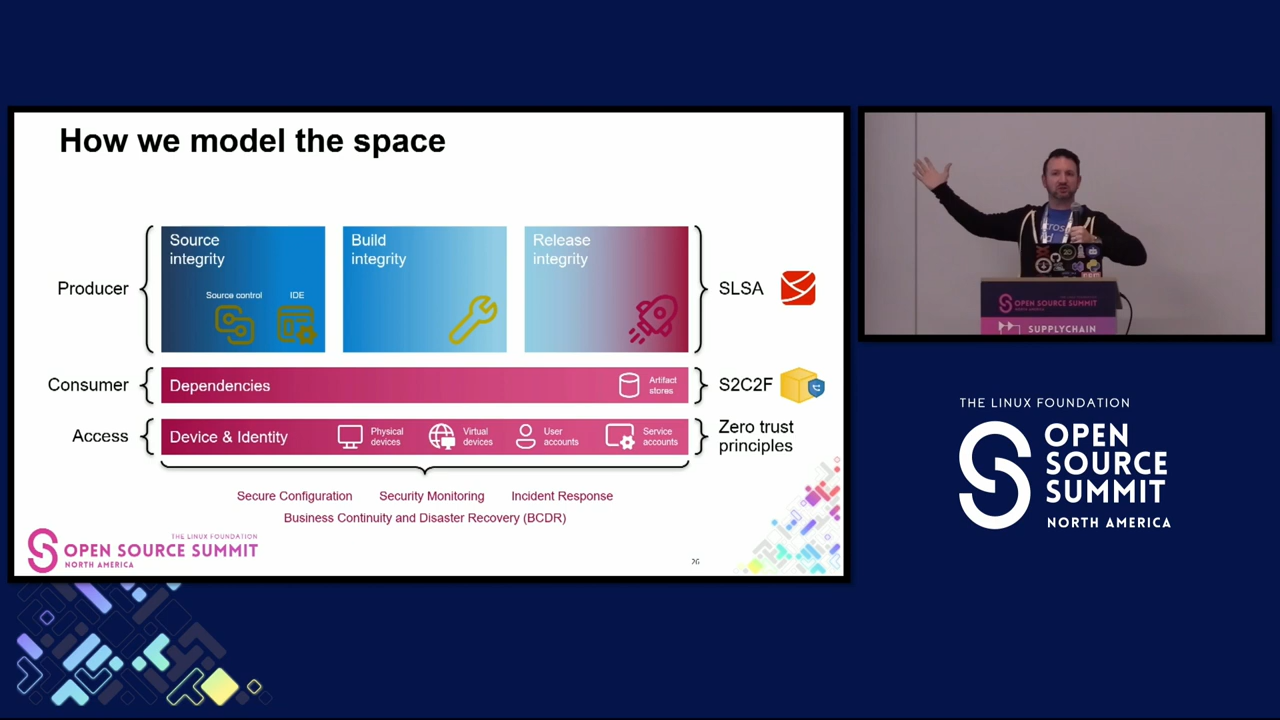 How we model the space
Producer
Source
integrity
Source control
IDE
Build
integrity
Release
integrity
SLSA
Consumer
Dependencies
Artifact
stores
S2C2F
Access
Device & Identity
Physical
devices
Virtual
devices
User
accounts
Service
accounts
Zero trust
principles
Secure Configuration
Security Monitoring
Incident Response
Business Continuity and Disaster Recovery (BCDR)
THE LINUX FOUNDATION
OPEN SOURCE SUMMIT
NORTH AMERICA
26
OPEN SOURCE SUMMIT
NORTH AMERICA
SUPPLYCHAIN
THE LINUX FOUNDATION
OPEN
SOURCE
SUMMIT
NORTH AMERICA